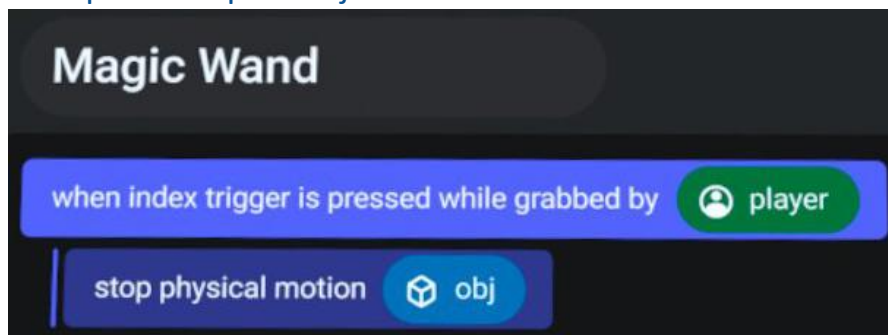 Magic Wand
when index trigger is pressed while grabbed by player
stop physical motion obj